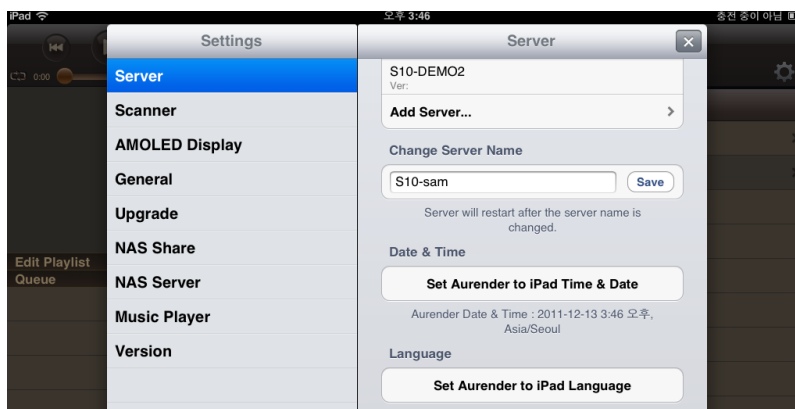 iPad
오후 3:46
충전 중이 아님
Settings
Server
0:00
Server
Scanner
AMOLED Display
General
Upgrade
NAS Share
NAS Server
Music Player
Version
Edit Playlist
Queue
S10-DEMO2
Ver:
Add Server...
Change Server Name
S10-sam
Save
Server will restart after the server name is
changed.
Date & Time
Set Aurender to iPad Time & Date
Aurender Date & Time : 2011-12-13 3:46 오후,
Asia/Seoul
Language
Set Aurender to iPad Language